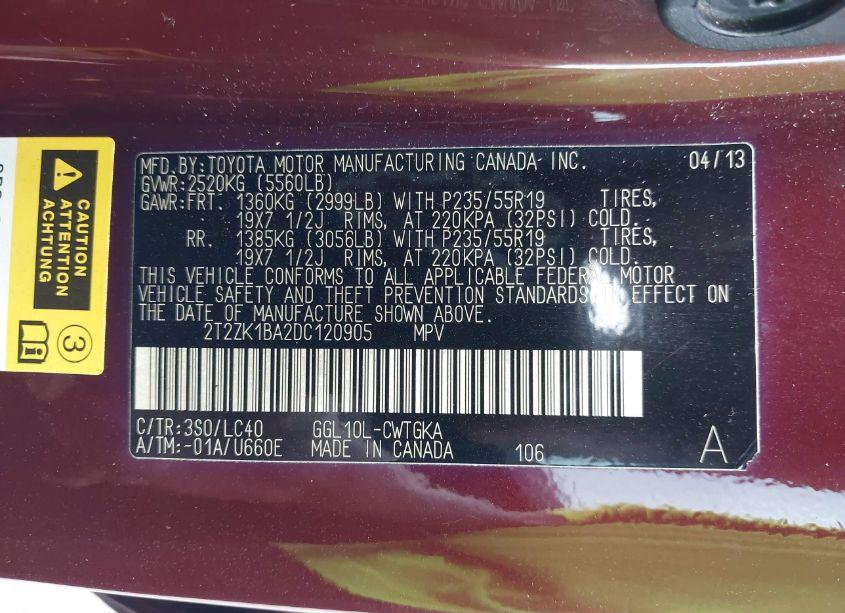 MFD.BY:TOYOTA MOTOR MANUFACTURING CANADA INC. 04/13
GVWR:2520KG (5560LB)
GAWR:FRT. 1360KG (2999LB) WITH P235/55R19 TIRES,
19X7 1/2J RIMS, AT 220KPA (32PSI) COLD.
RR. 1385KG (3056LB) WITH P235/55R19 TIRES,
19X7 1/2J RIMS, AT 220KPA (32PSI) COLD.
THIS VEHICLE CONFORMS TO ALL APPLICABLE FEDERAL MOTOR
VEHICLE SAFETY AND THEFT PREVENTION STANDARDS IN EFFECT ON
THE DATE OF MANUFACTURE SHOWN ABOVE.
2T2ZK1BA2DC120905 MPV
C/TR:3S0/LC40 GGL10L-CWTGKA
A/TM:-01A/U660E MADE IN CANADA 106 A
CAUTION
ATTENTION
ACHTUNG
3